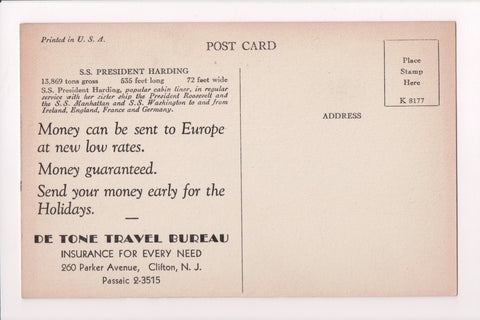 Printed in U. S. A.
POST CARD
S.S. PRESIDENT HARDING
13,869 tons gross 535 feet long 72 feet wide
S.S. President Harding, popular cabin liner, in regular
service with her sister ship the President Roosevelt and
the S.S. Manhattan and S.S. Washington to and from
Ireland, England, France and Germany.
Money can be sent to Europe
at new low rates.
Money guaranteed.
Send your money early for the
Holidays.
DE TONE TRAVEL BUREAU
INSURANCE FOR EVERY NEED
260 Parker Avenue, Clifton, N. J.
Passaic 2-3515
ADDRESS
Place
Stamp
Here
K 8177